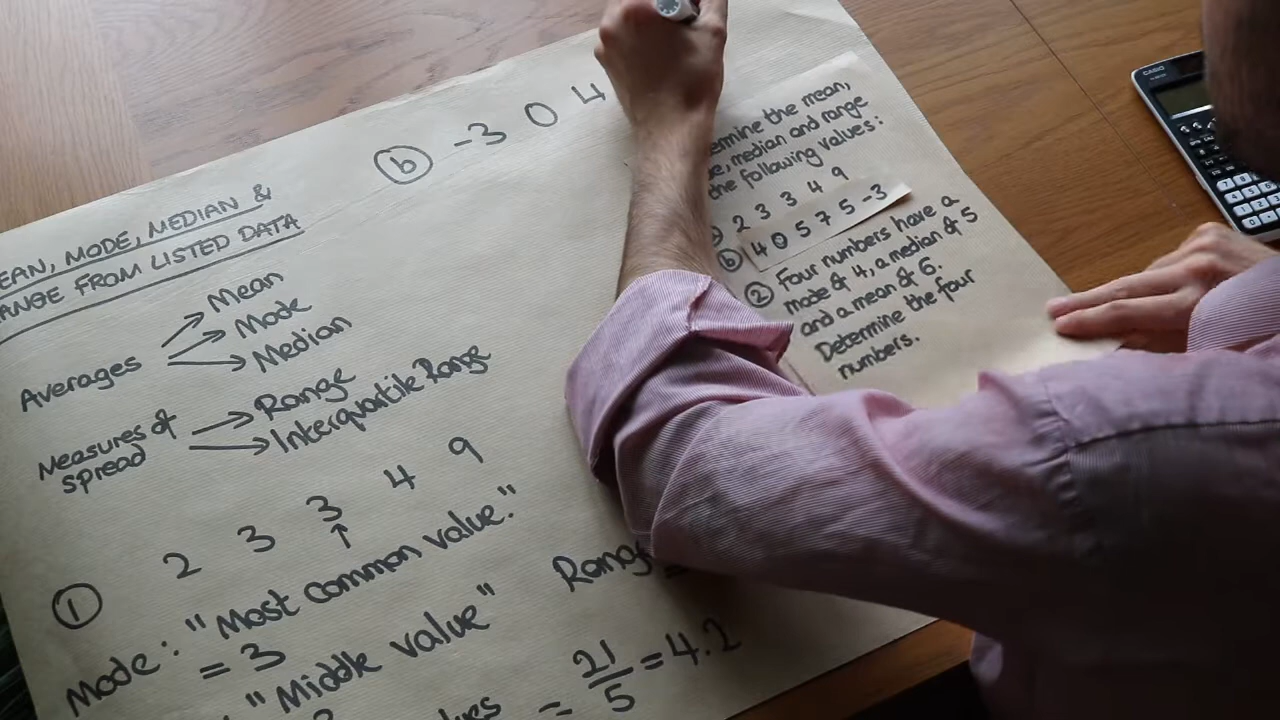 EAN, MODE, MEDIAN &
ANGE FROM LISTED DATA
Averages → Mean
→ Mode
→ Median
Measures of spread → Range
→ Interquartile Range
① 2 3 3 4 9
↑
Mode: "Most common value."
= 3
"Middle value"
Range
= 21/5 = 4.2
ⓑ -3 0 4
ermine the mean,
e, median and range
the following values:
2 3 3 4 9
ⓑ 4 0 5 7 5 -3
② Four numbers have a
mode of 4, a median of 5
and a mean of 6.
Determine the four
numbers.
CASIO